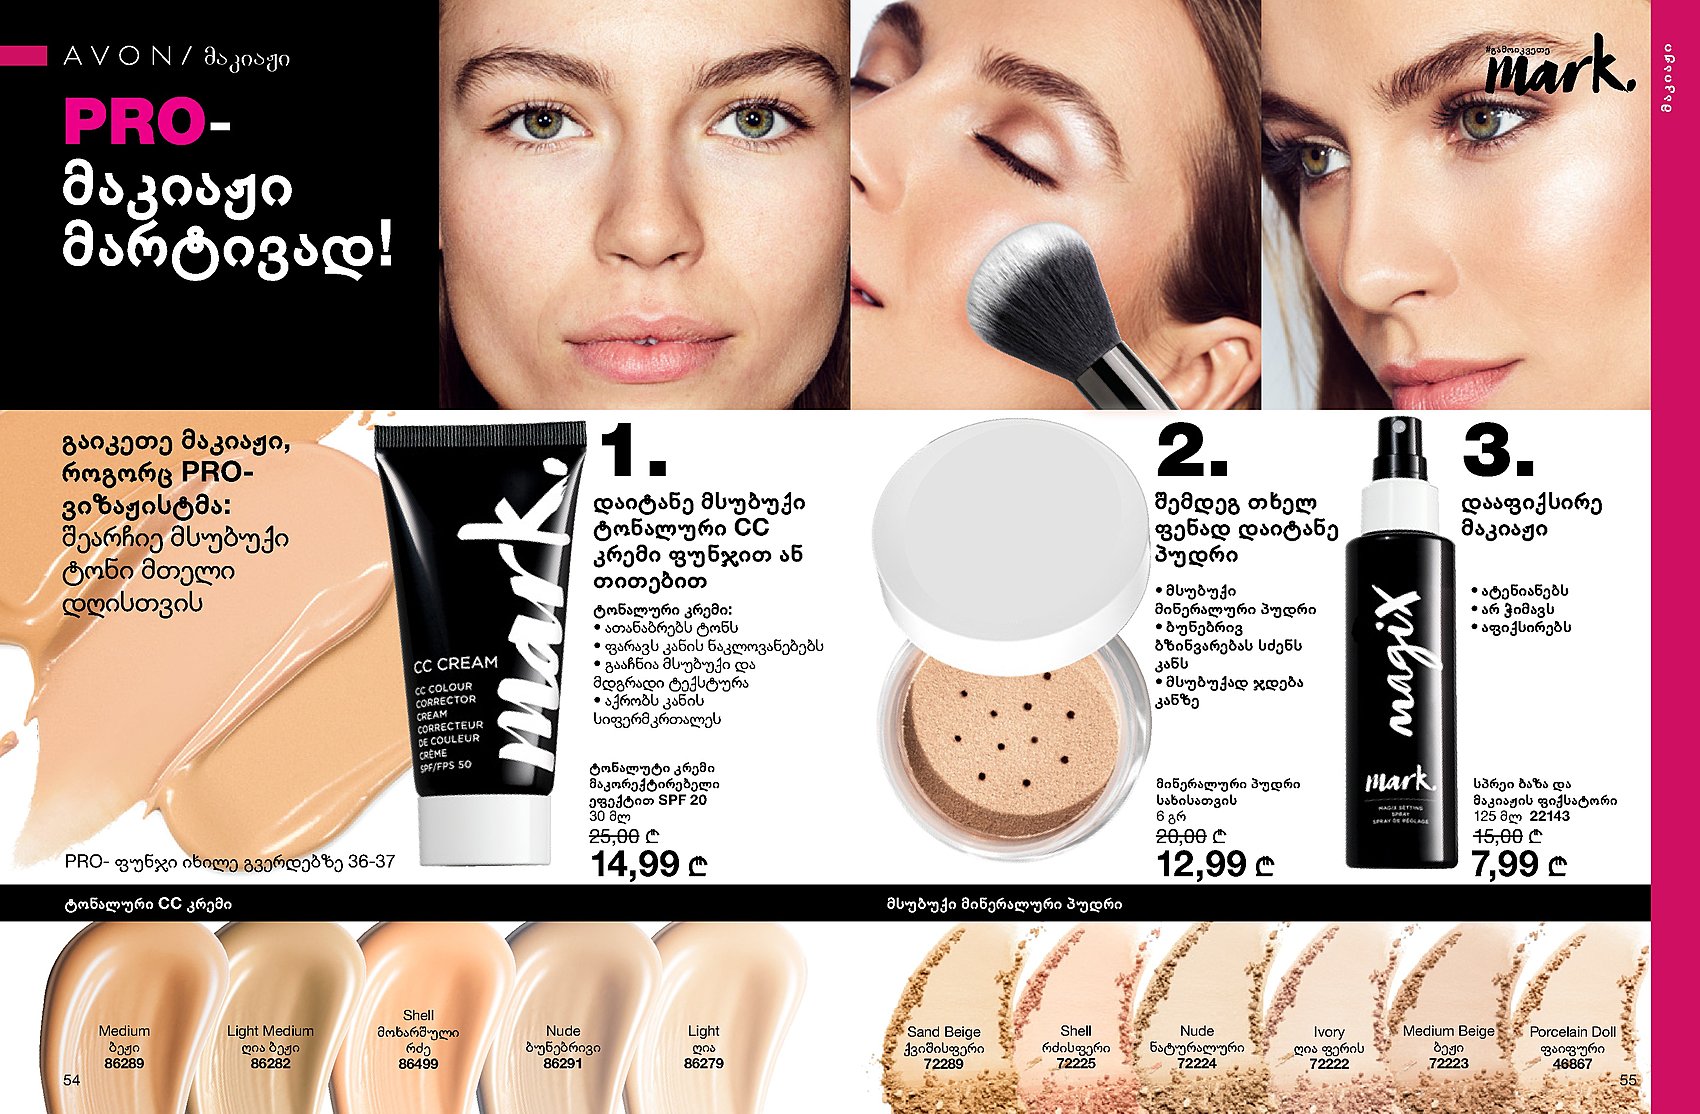 AVON/ მაკიაჟი
PRO-
მაკიაჟი
მარტივად!
#გამოიკვეთე
mark.
მაკიაჟი
გაიკეთე მაკიაჟი,
როგორც PRO-
ვიზაჟისტმა:
შეარჩიე მსუბუქი
ტონი მთელი
დღისთვის
PRO- ფუნჯი იხილე გვერდებზე 36-37
mark.
CC CREAM
CC COLOUR
CORRECTOR
CREAM
CORRECTEUR
DE COULEUR
CRÈME
SPF/FPS 50
1.
დაიტანე მსუბუქი
ტონალური CC
კრემი ფუნჯით ან
თითებით
ტონალური კრემი:
• ათანაბრებს ტონს
• ფარავს კანის ნაკლოვანებებს
• გააჩნია მსუბუქი და
მდგრადი ტექსტურა
• აქრობს კანის
სიფერმკრთალეს
ტონალუტი კრემი
მაკორექტირებელი
ეფექტით SPF 20
30 მლ
25,00 ₾
14,99 ₾
2.
შემდეგ თხელ
ფენად დაიტანე
პუდრი
• მსუბუქი
მინერალური პუდრი
• ბუნებრივ
ბზინვარებას სძენს
კანს
• მსუბუქად ჯდება
კანზე
მინერალური პუდრი
სახისათვის
6 გრ
20,00 ₾
12,99 ₾
magix
mark.
MAGIX SETTING
SPRAY
SPRAY DE RÉGLAGE
3.
დააფიქსირე
მაკიაჟი
• ატენიანებს
• არ ჭიმავს
• აფიქსირებს
სპრეი ბაზა და
მაკიაჟის ფიქსატორი
125 მლ 22143
15,00 ₾
7,99 ₾
ტონალური CC კრემი
Medium
ბეჟი
86289
Light Medium
ღია ბეჟი
86282
Shell
მოხარშული
რძე
86499
Nude
ბუნებრივი
86291
Light
ღია
86279
54
მსუბუქი მინერალური პუდრი
Sand Beige
ქვიშისფერი
72289
Shell
რძისფერი
72225
Nude
ნატურალური
72224
Ivory
ღია ფერის
72222
Medium Beige
ბეჟი
72223
Porcelain Doll
ფაიფური
46867
55